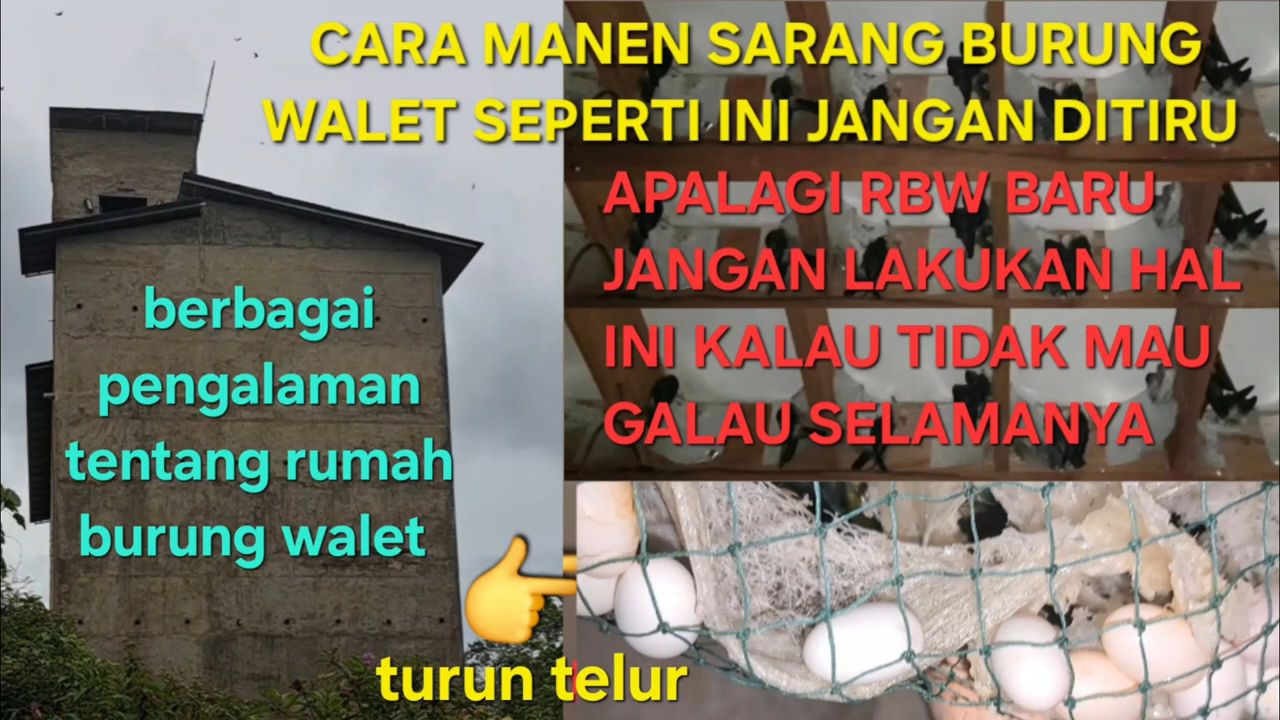 CARA MANEN SARANG BURUNG
WALET SEPERTI INI JANGAN DITIRU
APALAGI RBW BARU
JANGAN LAKUKAN HAL
INI KALAU TIDAK MAU
GALAU SELAMANYA
berbagai
pengalaman
tentang rumah
burung walet
turun telur